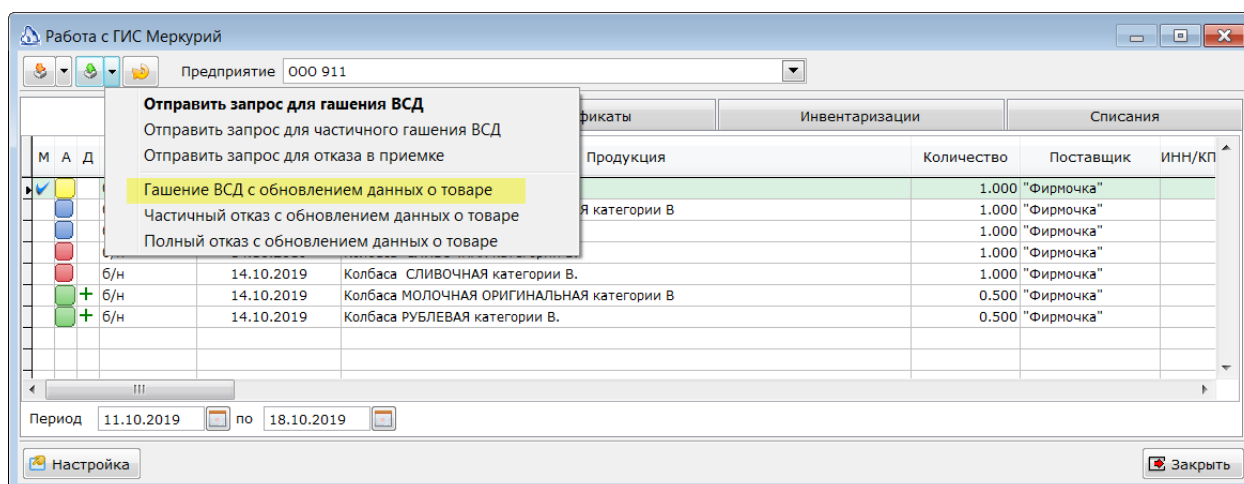 Работа с ГИС Меркурий
Предприятие ООО 911
Отправить запрос для гашения ВСД
Отправить запрос для частичного гашения ВСД
Отправить запрос для отказа в приемке
Гашение ВСД с обновлением данных о товаре
Частичный отказ с обновлением данных о товаре
Полный отказ с обновлением данных о товаре
Инвентаризации Списания
М А Д Продукция Количество Поставщик ИНН/КП
1.000 "Фирмочка"
Я категории В 1.000 "Фирмочка"
1.000 "Фирмочка"
1.000 "Фирмочка"
б/н 14.10.2019 Колбаса СЛИВОЧНАЯ категории В. 1.000 "Фирмочка"
+ б/н 14.10.2019 Колбаса МОЛОЧНАЯ ОРИГИНАЛЬНАЯ категории В 0.500 "Фирмочка"
+ б/н 14.10.2019 Колбаса РУБЛЕВАЯ категории В. 0.500 "Фирмочка"
Период 11.10.2019 по 18.10.2019
Настройка Закрыть